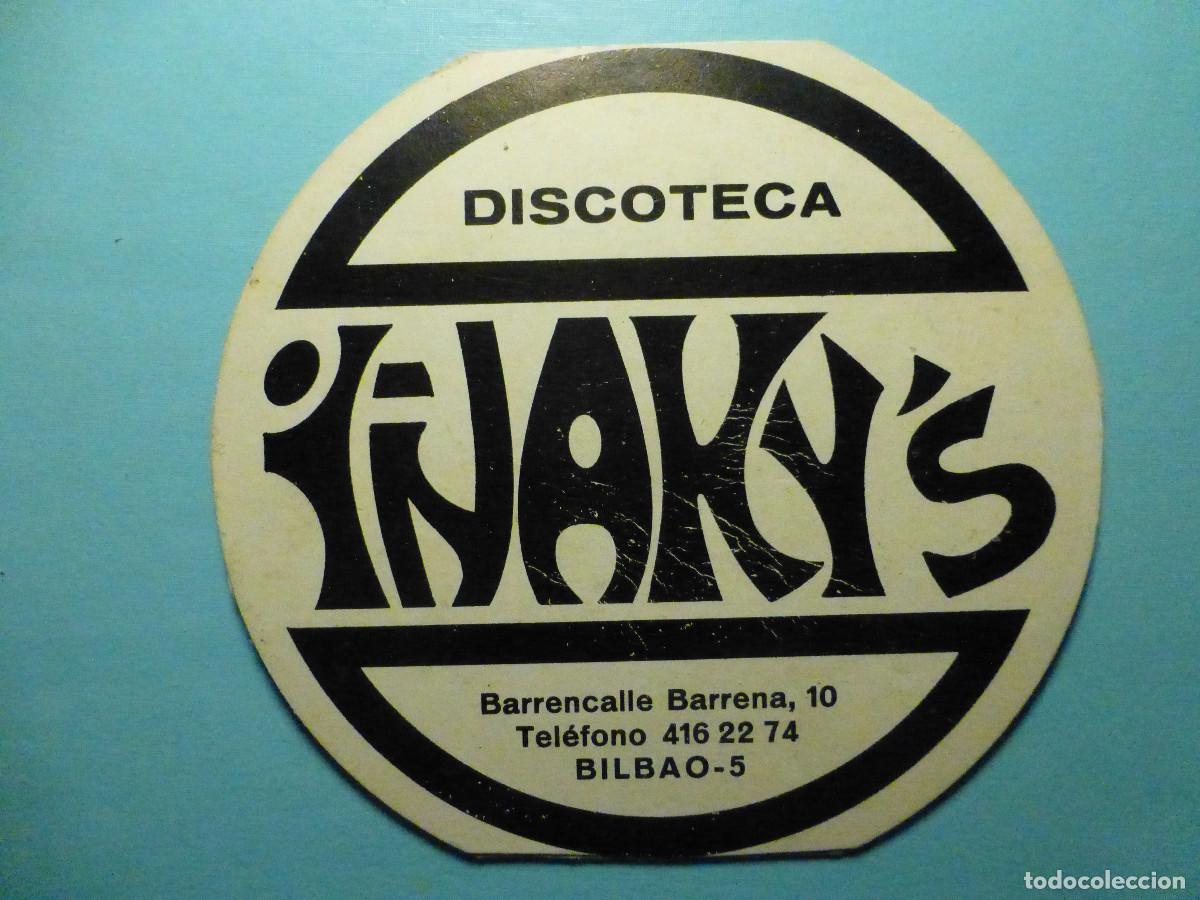 DISCOTECA
iÑAKY'S
Barrencalle Barrena, 10
Teléfono 416 22 74
BILBAO-5
todocoleccion